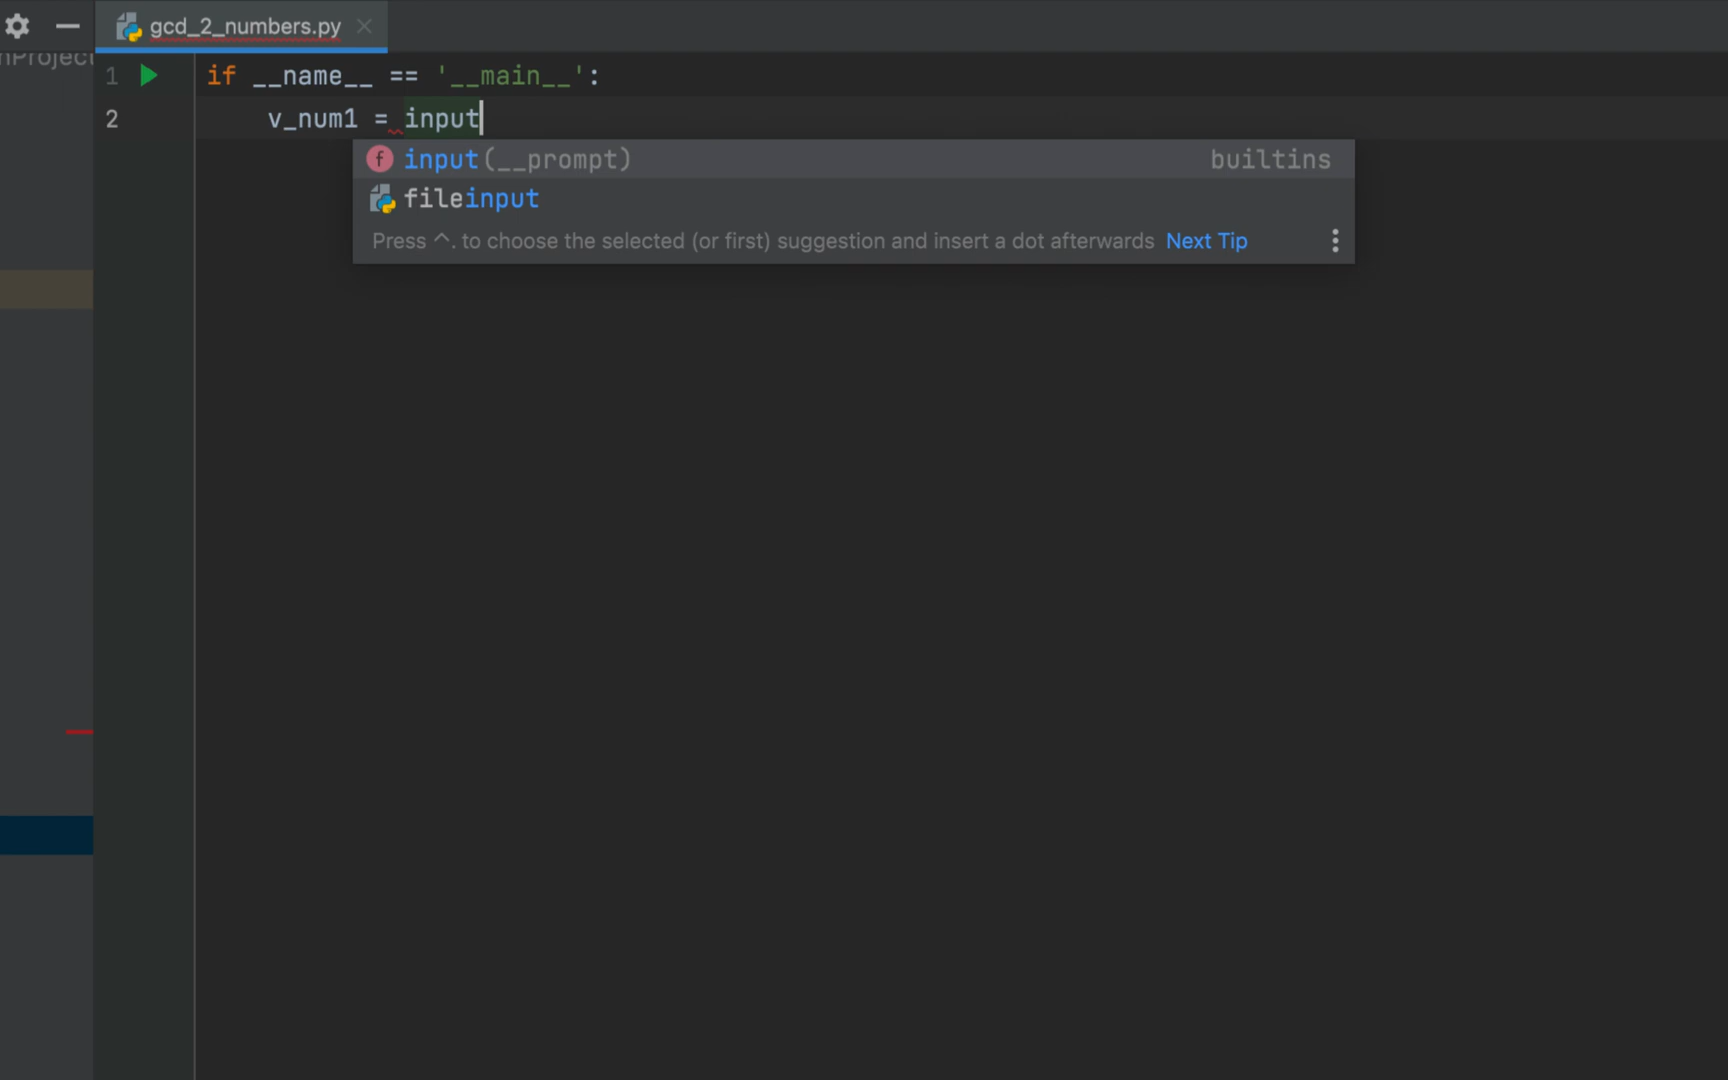 gcd_2_numbers.py
nProject
1 if __name__ == '__main__':
2 v_num1 = input
f input(__prompt) builtins
fileinput
Press ^. to choose the selected (or first) suggestion and insert a dot afterwards Next Tip